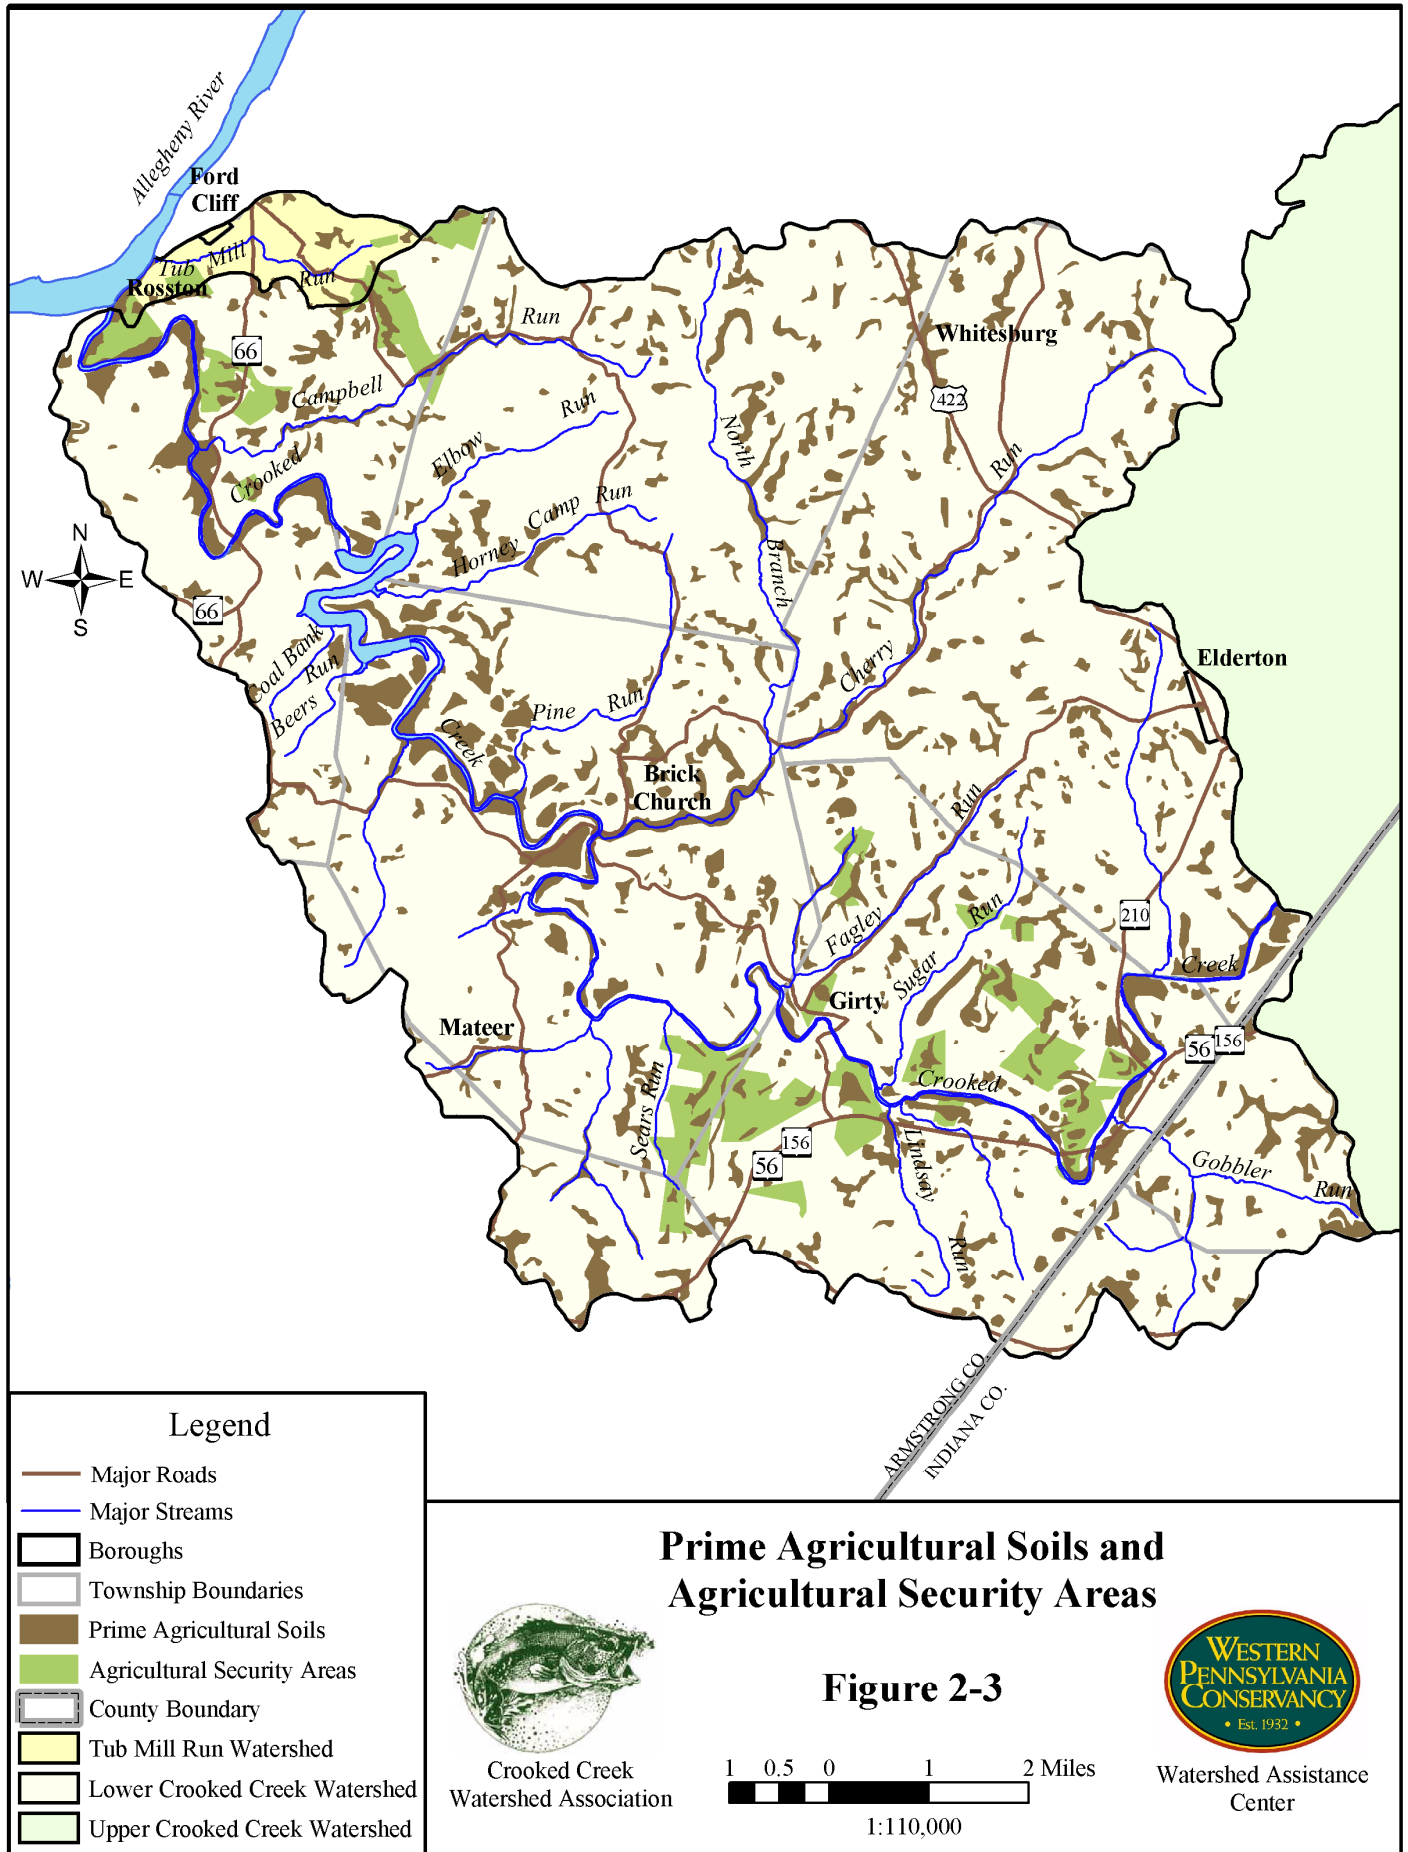 Allegheny River
Ford
Cliff
Tub Mill Run
Rosston
66
Campbell Run
Elbow Run
Crooked Creek
Horney Camp Run
66
Coal Bank Run
Beers Run
Pine Run
North Branch
Whitesburg
422
Cherry Run
Elderton
Brick
Church
Fagley Run
Sugar Run
210
Creek
Girty
Mateer
Sears Run
Crooked
56
156
156
56
Lindsay Run
Gobbler Run
N
W
E
S
ARMSTRONG CO.
INDIANA CO.
Legend
Major Roads
Major Streams
Boroughs
Township Boundaries
Prime Agricultural Soils
Agricultural Security Areas
County Boundary
Tub Mill Run Watershed
Lower Crooked Creek Watershed
Upper Crooked Creek Watershed
Prime Agricultural Soils and
Agricultural Security Areas
Figure 2-3
Crooked Creek
Watershed Association
1 0.5 0 1 2 Miles
1:110,000
WESTERN
PENNSYLVANIA
CONSERVANCY
• Est. 1932 •
Watershed Assistance
Center